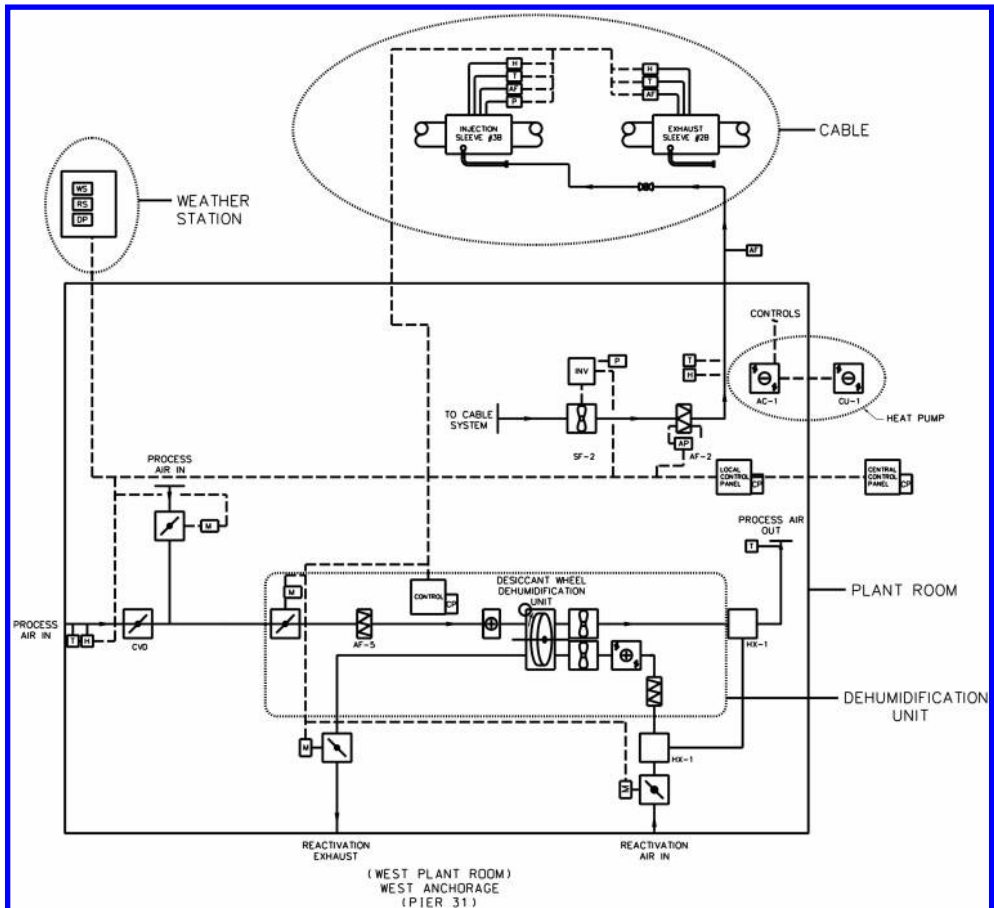 H
T
AF
P
H
T
AF
INJECTION
SLEEVE #3B
EXHAUST
SLEEVE #2B
CABLE
WS
RS
DP
WEATHER
STATION
AF
CONTROLS
INV
P
T
H
AC-1
CU-1
TO CABLE
SYSTEM
HEAT PUMP
SF-2
AP
AF-2
PROCESS
AIR IN
LOCAL
CONTROL
PANEL
CP
CENTRAL
CONTROL
PANEL
CP
M
PROCESS AIR
OUT
T
DESICCANT WHEEL
DEHUMIDIFICATION
UNIT
M
CONTROL
CP
PLANT ROOM
PROCESS
AIR IN
T
H
CVD
AF-5
HX-1
DEHUMIDIFICATION
UNIT
M
HX-1
M
REACTIVATION
EXHAUST
REACTIVATION
AIR IN
(WEST PLANT ROOM)
WEST ANCHORAGE
(PIER 31)